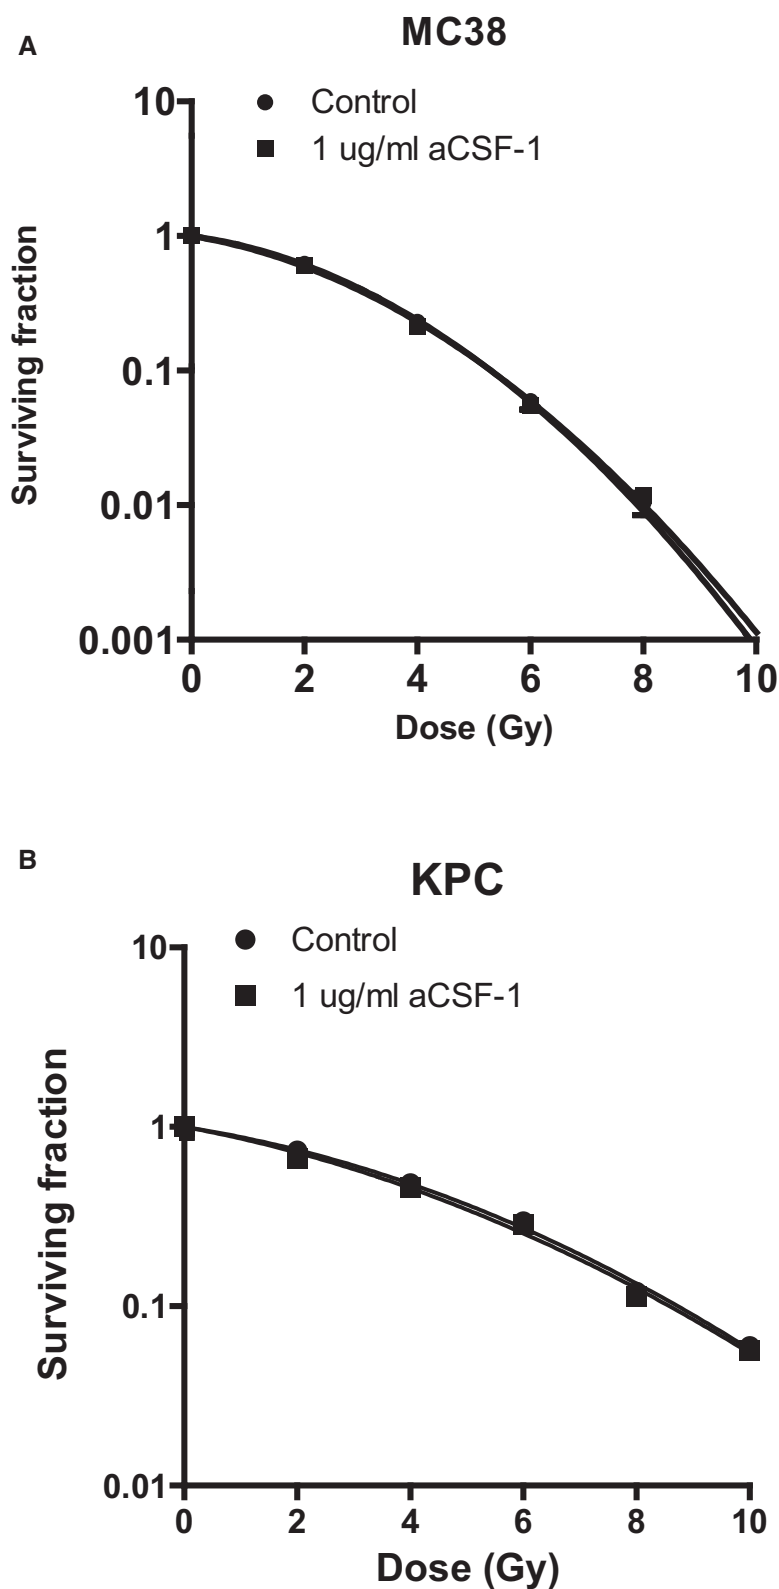 A
MC38
Control
1 ug/ml aCSF-1
10
1
0.1
0.01
0.001
Surviving fraction
0 2 4 6 8 10
Dose (Gy)
B
KPC
Control
1 ug/ml aCSF-1
10
1
0.1
0.01
Surviving fraction
0 2 4 6 8 10
Dose (Gy)